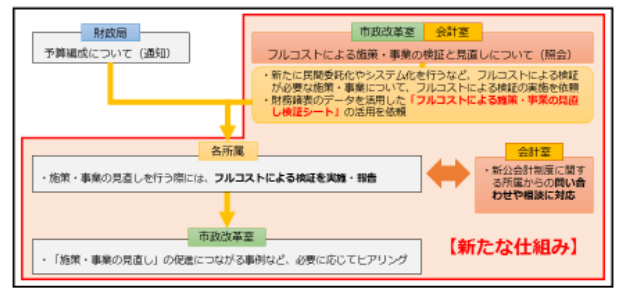 財政局
予算編成について（通知）
市政改革室
会計室
フルコストによる施策・事業の検証と見直しについて（照会）
・新たに民間委託化やシステム化を行うなど、フルコストによる検証
が必要な施策・事業について、フルコストによる検証の実施を依頼
・財務諸表のデータを活用した「フルコストによる施策・事業の見直
し検証シート」の活用を依頼
各所属
・施策・事業の見直しを行う際には、フルコストによる検証を実施・報告
会計室
・新公会計制度に関す
る所属からの問い合
わせや相談に対応
市政改革室
・「施策・事業の見直し」の促進につながる事例など、必要に応じてヒアリング
【新たな仕組み】